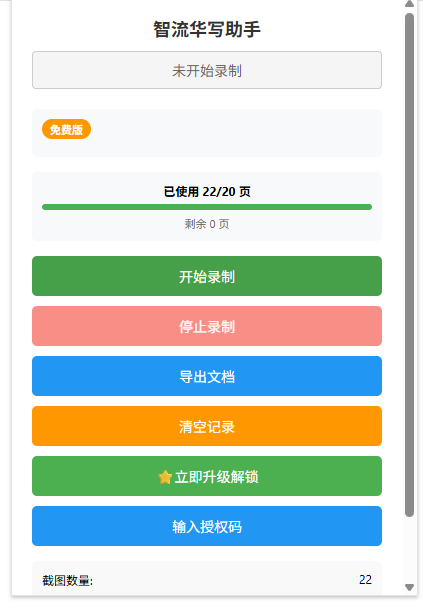 智流华写助手
未开始录制
免费版
已使用 22/20 页
剩余 0 页
开始录制
停止录制
导出文档
清空记录
⭐立即升级解锁
输入授权码
截图数量: 22